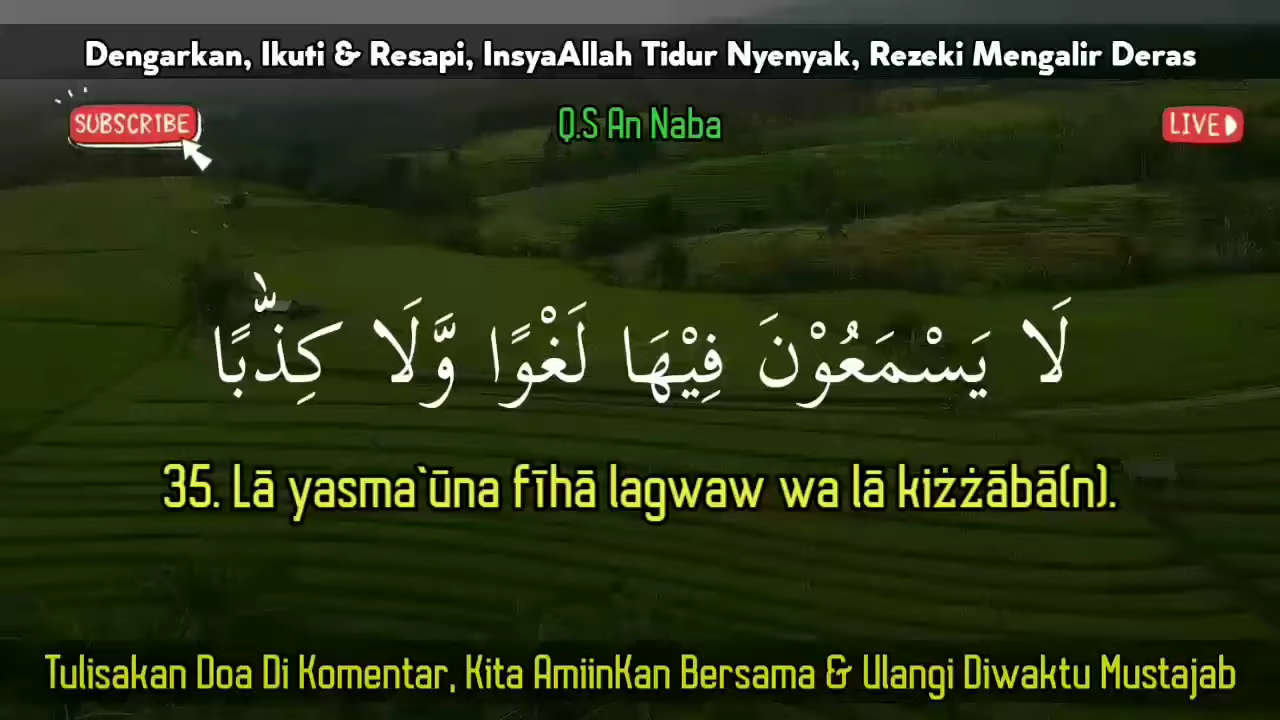 Dengarkan, Ikuti & Resapi, InsyaAllah Tidur Nyenyak, Rezeki Mengalir Deras
SUBSCRIBE
Q.S An Naba
LIVE
لَا يَسْمَعُوْنَ فِيْهَا لَغْوًا وَّلَا كِذّٰبًا
35. Lā yasma`ūna fīhā lagwaw wa lā kiżżābā(n).
Tulisakan Doa Di Komentar, Kita AmiinKan Bersama & Ulangi Diwaktu Mustajab